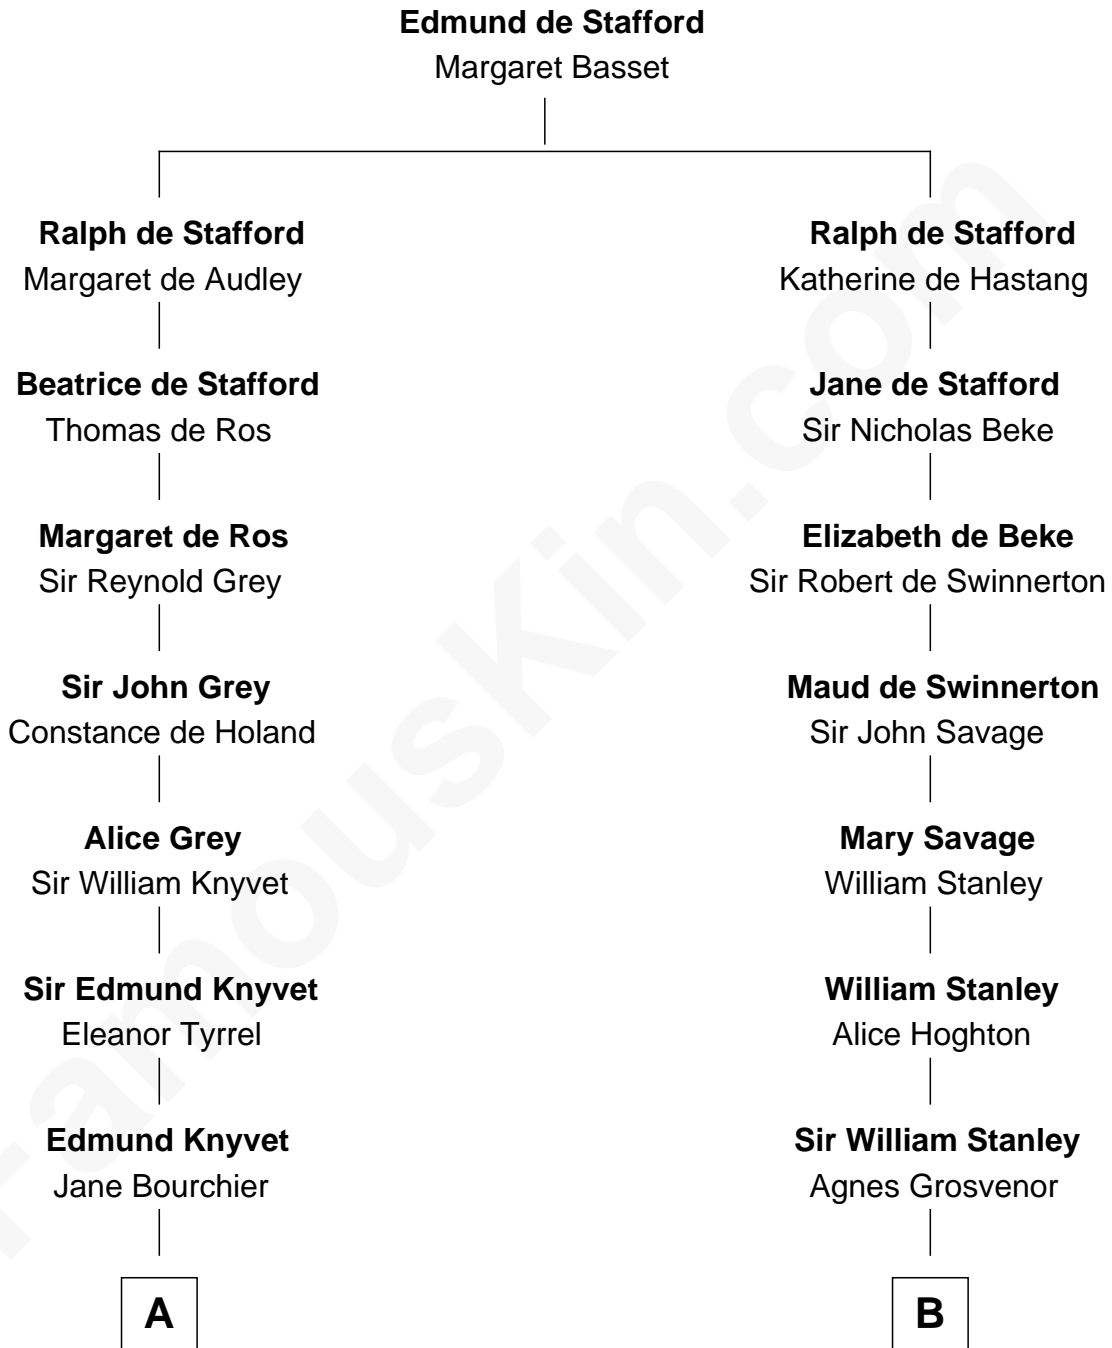 Edmund de Stafford
Margaret Basset
Ralph de Stafford
Margaret de Audley
Beatrice de Stafford
Thomas de Ros
Margaret de Ros
Sir Reynold Grey
Sir John Grey
Constance de Holand
Alice Grey
Sir William Knyvet
Sir Edmund Knyvet
Eleanor Tyrrel
Edmund Knyvet
Jane Bourchier
A
Ralph de Stafford
Katherine de Hastang
Jane de Stafford
Sir Nicholas Beke
Elizabeth de Beke
Sir Robert de Swinnerton
Maud de Swinnerton
Sir John Savage
Mary Savage
William Stanley
William Stanley
Alice Hoghton
Sir William Stanley
Agnes Grosvenor
B
FamousKin.com